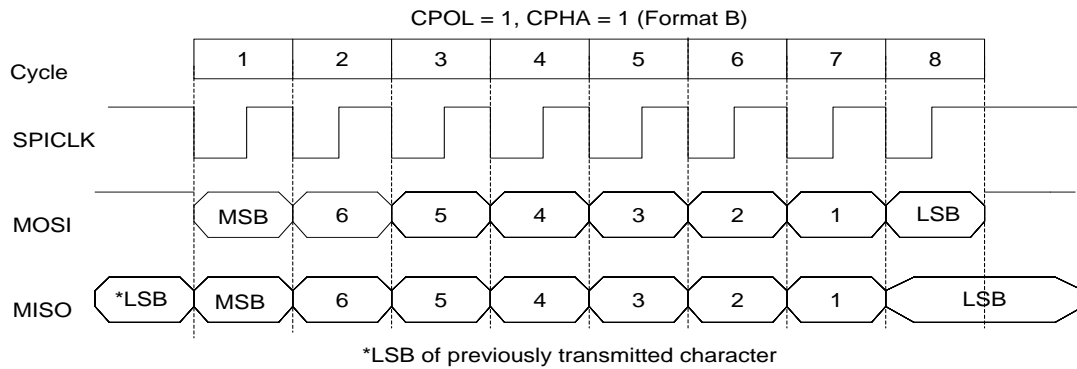 CPOL = 1, CPHA = 1 (Format B)
Cycle 1 2 3 4 5 6 7 8
SPICLK
MOSI MSB 6 5 4 3 2 1 LSB
MISO *LSB MSB 6 5 4 3 2 1 LSB
*LSB of previously transmitted character